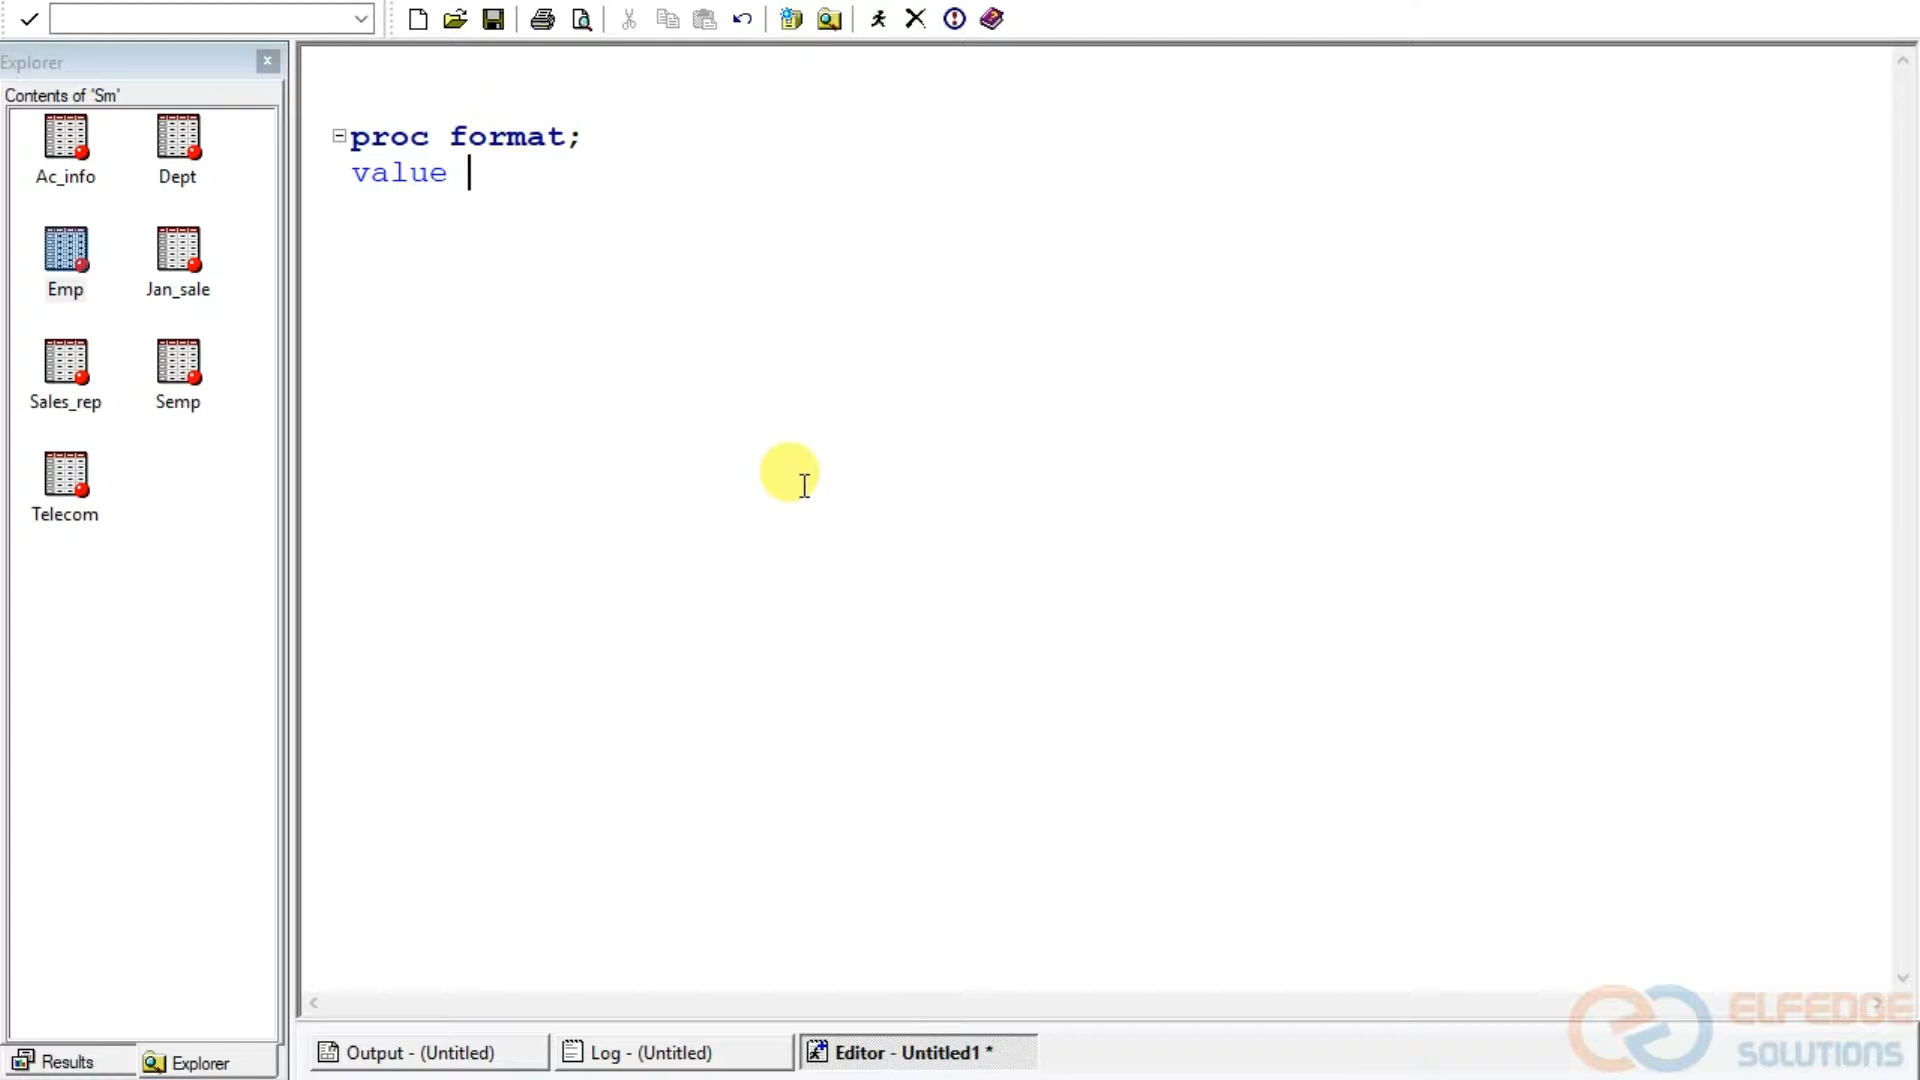 Explorer
Contents of 'Sm'
Ac_info
Dept
Emp
Jan_sale
Sales_rep
Semp
Telecom
proc format;
value
Results
Explorer
Output - (Untitled)
Log - (Untitled)
Editor - Untitled1 *
ELFEDGE
SOLUTIONS